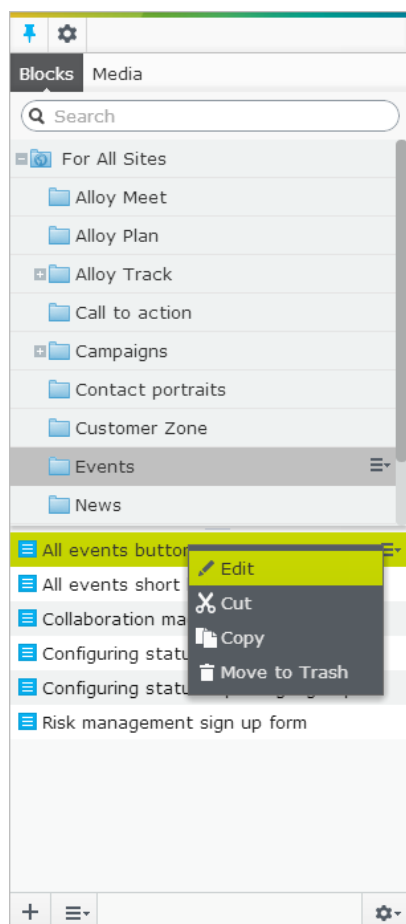 Blocks Media
Search
For All Sites
Alloy Meet
Alloy Plan
Alloy Track
Call to action
Campaigns
Contact portraits
Customer Zone
Events
News
All events button
Edit
All events short
Cut
Collaboration ma
Copy
Configuring statu
Move to Trash
Configuring statu
Risk management sign up form